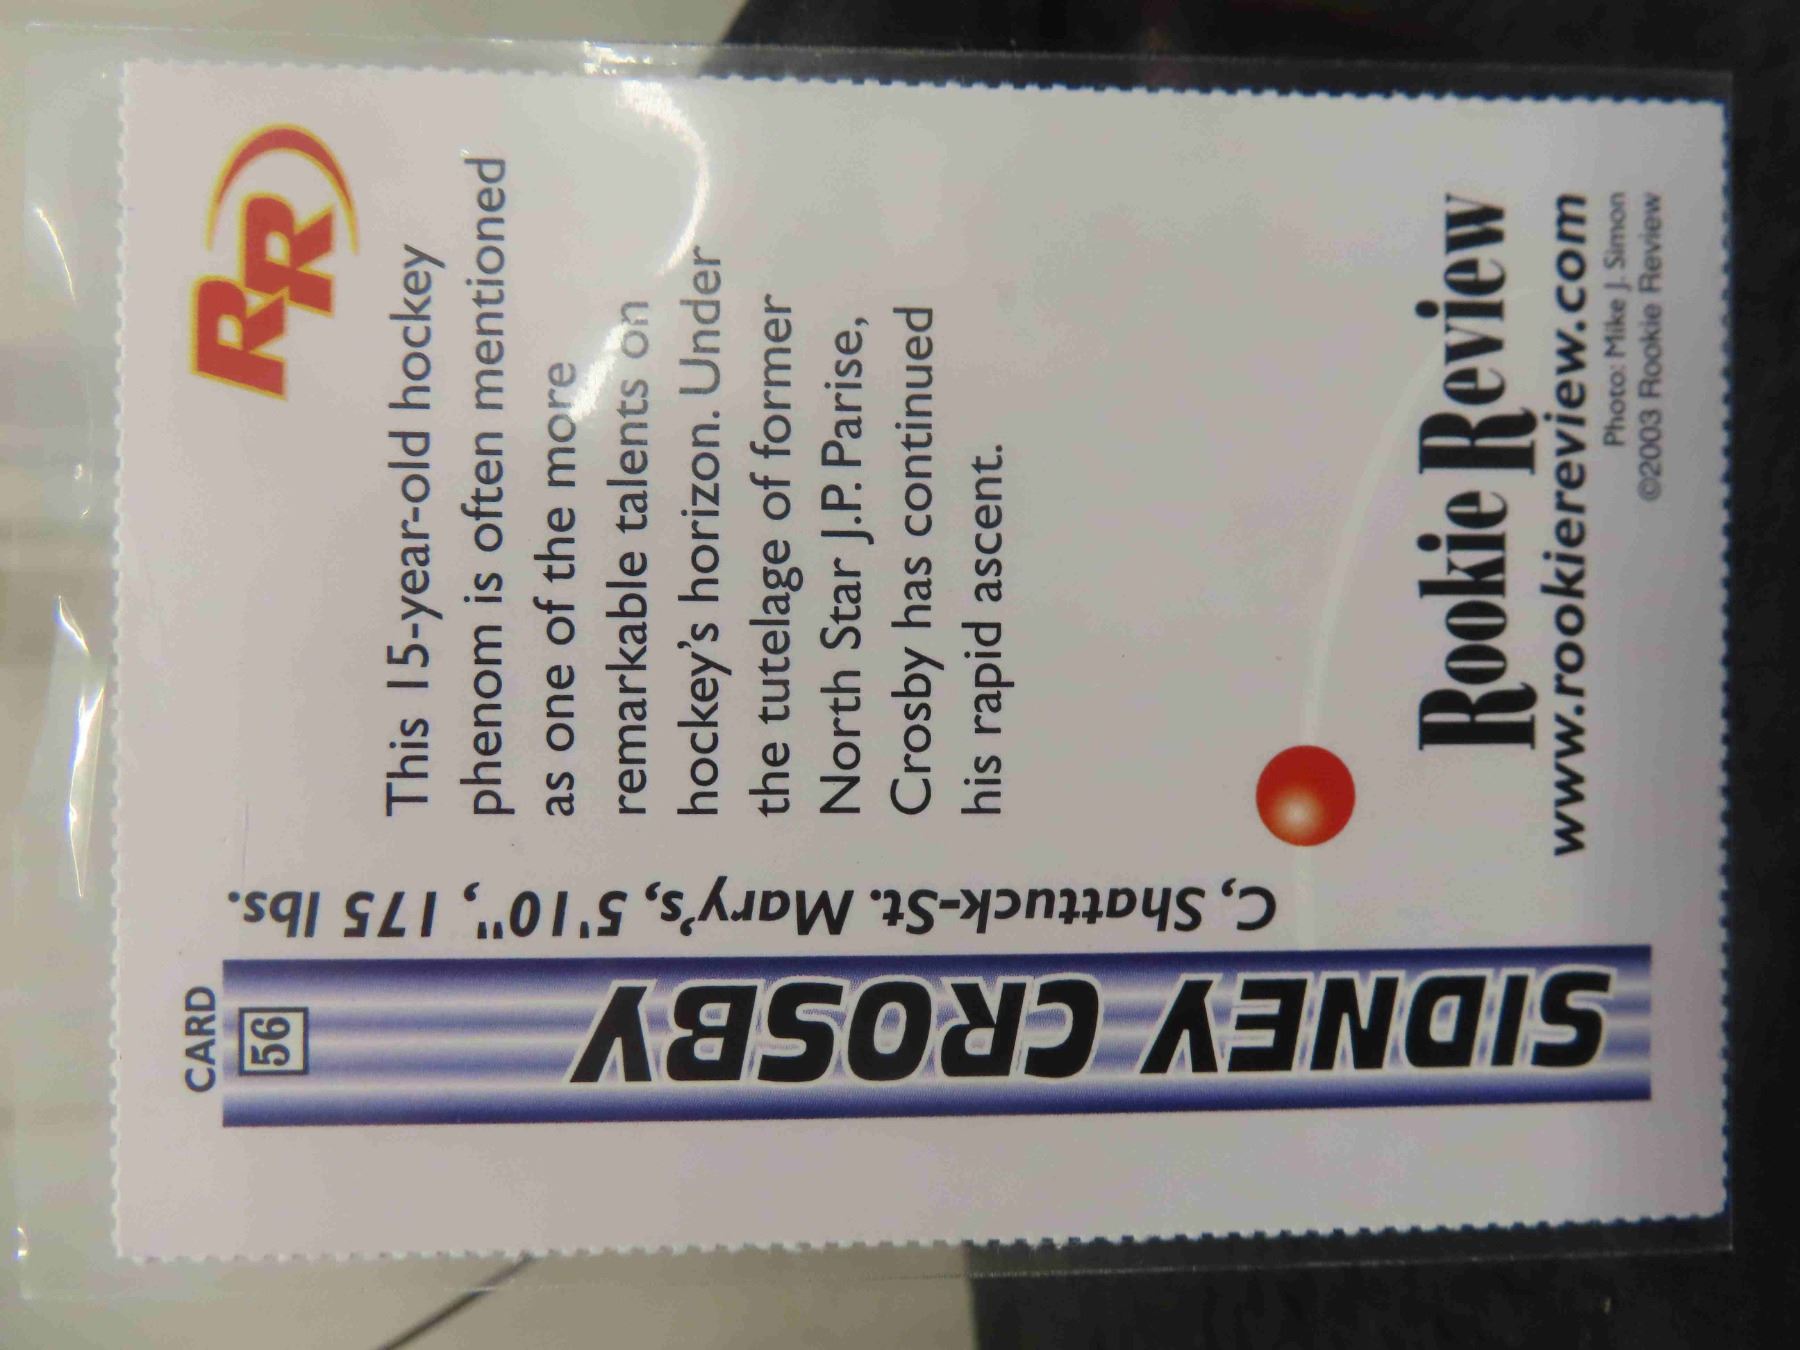 CARD
56
RR
SIDNEY CROSBY
C, Shattuck-St. Mary's, 5'10", 175 lbs.
This 15-year-old hockey
phenom is often mentioned
as one of the more
remarkable talents on
hockey's horizon. Under
the tutelage of former
North Star J.P. Parise,
Crosby has continued
his rapid ascent.
Rookie Review
www.rookiereview.com
Photo: Mike J. Simon
©2003 Rookie Review